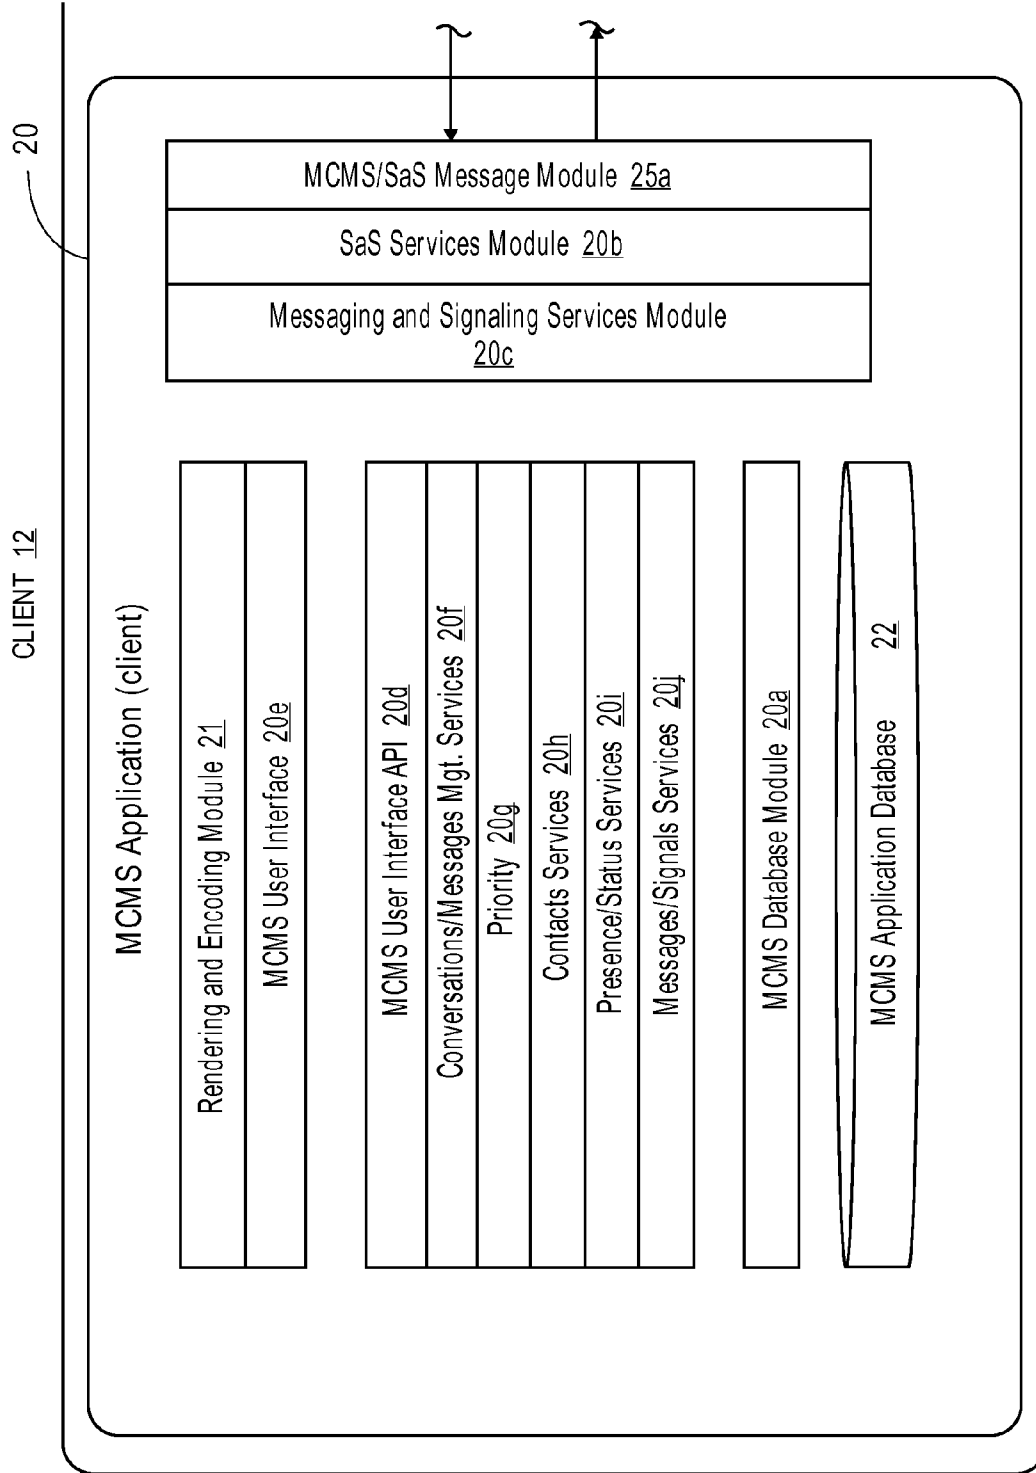 CLIENT 12
20
MCMS Application (client)
Rendering and Encoding Module 21
MCMS User Interface 20e
MCMS User Interface API 20d
Conversations/Messages Mgt. Services 20f
Priority 20g
Contacts Services 20h
Presence/Status Services 20i
Messages/Signals Services 20j
MCMS Database Module 20a
MCMS Application Database 22
MCMS/SaS Message Module 25a
SaS Services Module 20b
Messaging and Signaling Services Module
20c